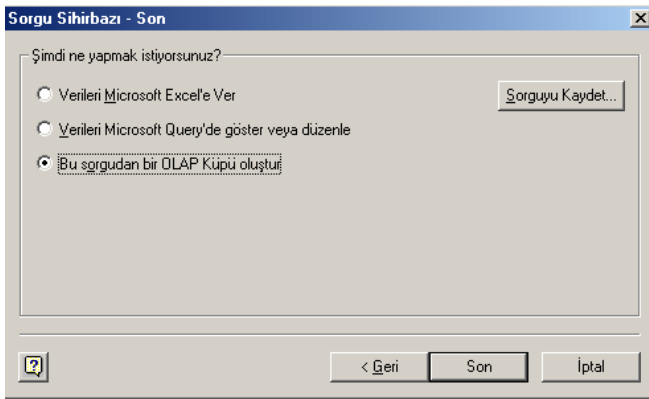 Sorgu Sihirbazı - Son
Şimdi ne yapmak istiyorsunuz?
Verileri Microsoft Excel'e Ver
Sorguyu Kaydet...
Verileri Microsoft Query'de göster veya düzenle
Bu sorgudan bir OLAP Küpü oluştur
< Geri
Son
İptal